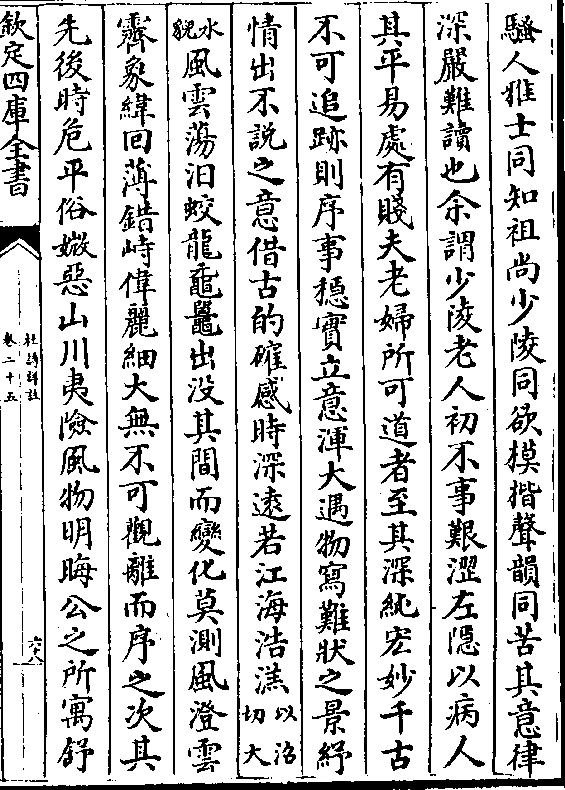 騷人雅士同知祖尚少陵同欲模揩聲韻同苦其意律
深嚴難讀也余謂少陵老人初不事艱澀左隱以病人
其平易處有賤夫老婦所可道者至其深純宏妙千古
不可追跡則序事穩實立意渾大遇物寫難狀之景紓
情出不說之意借古的確感時深遠若江海浩溔以沼切大
水貌風雲蕩汨蛟龍黿鼉出沒其間而變化莫測風澄雲
霽象緯回薄錯峙偉麗細大無不可觀離而序之次其
先後時危平俗媺惡山川夷險風物明晦公之所寓舒
欽定四庫全書
杜詩詳註
卷二十五
六十八